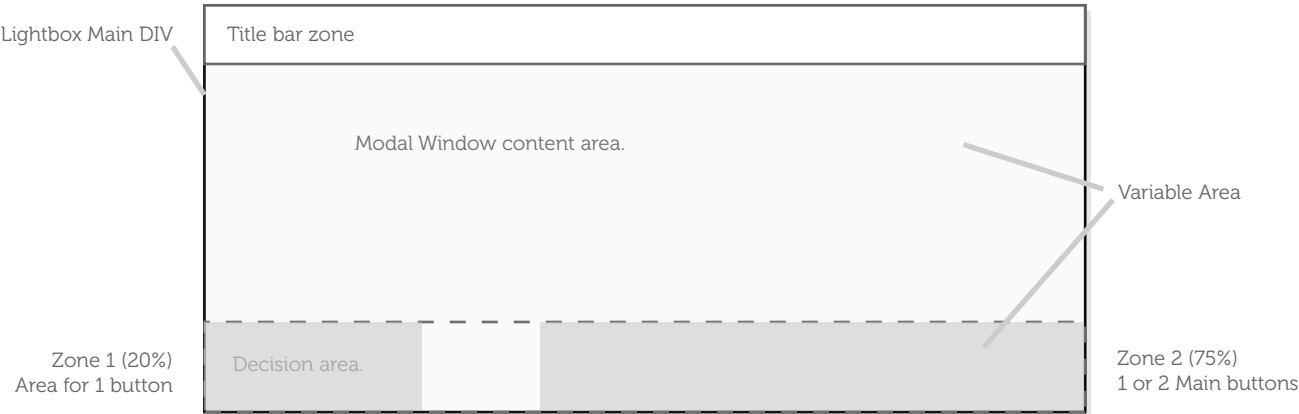 Lightbox Main DIV
Title bar zone
Modal Window content area.
Variable Area
Zone 1 (20%)
Area for 1 button
Decision area.
Zone 2 (75%)
1 or 2 Main buttons